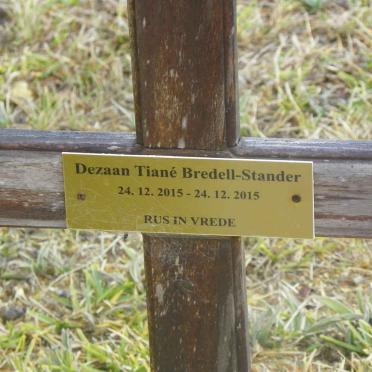 Dezaan Tiané Bredell-Stander
24. 12. 2015 - 24. 12. 2015
RUS IN VREDE